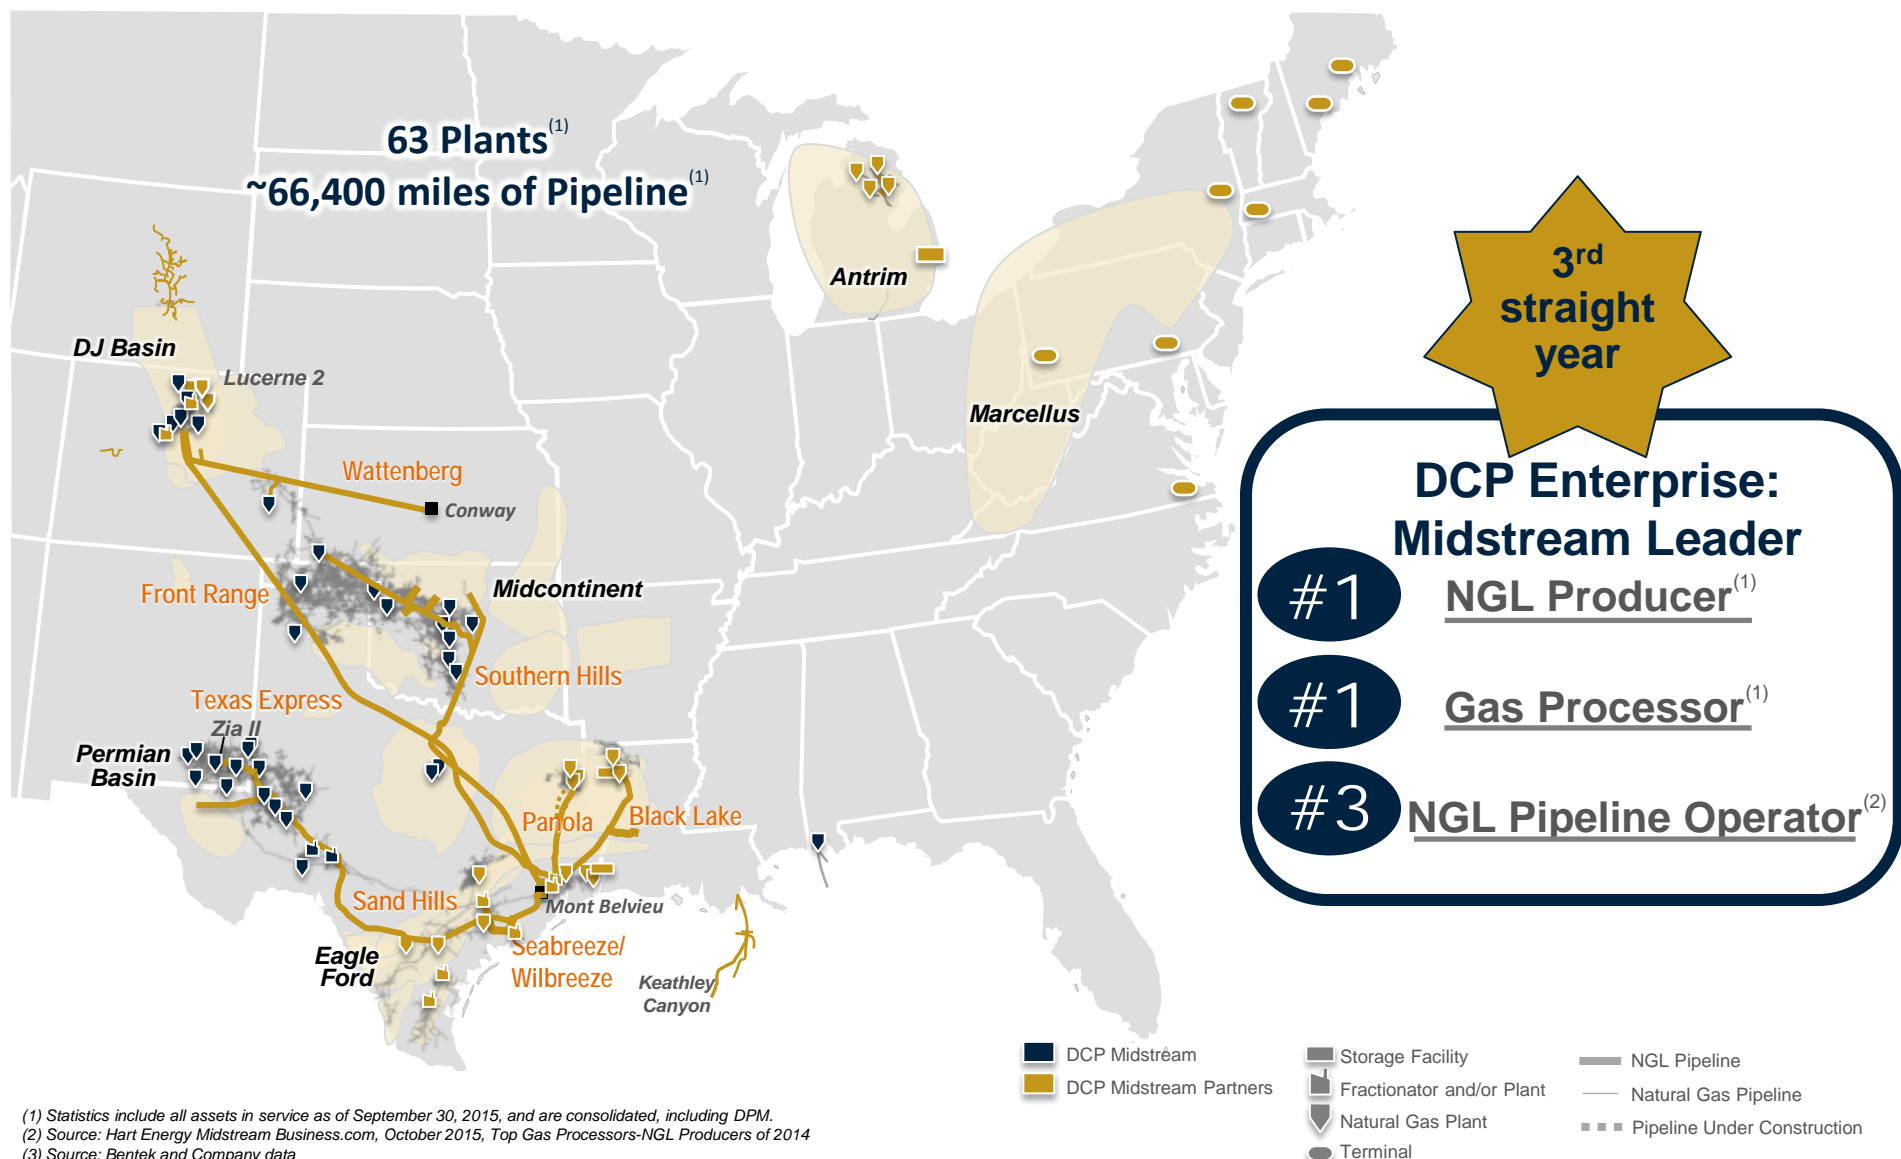 63 Plants(1)
~66,400 miles of Pipeline(1)
Antrim
DJ Basin
Lucerne 2
Marcellus
Wattenberg
Conway
Front Range
Midcontinent
Southern Hills
Texas Express
Zia II
Permian
Basin
Panola
Black Lake
Sand Hills
Mont Belvieu
Eagle
Ford
Seabreeze/
Wilbreeze
Keathley
Canyon
3rd
straight
year
DCP Enterprise:
Midstream Leader
#1 NGL Producer(1)
#1 Gas Processor(1)
#3 NGL Pipeline Operator(2)
DCP Midstream
DCP Midstream Partners
Storage Facility
Fractionator and/or Plant
Natural Gas Plant
Terminal
NGL Pipeline
Natural Gas Pipeline
Pipeline Under Construction
(1) Statistics include all assets in service as of September 30, 2015, and are consolidated, including DPM.
(2) Source: Hart Energy Midstream Business.com, October 2015, Top Gas Processors-NGL Producers of 2014
(3) Source: Bentek and Company data